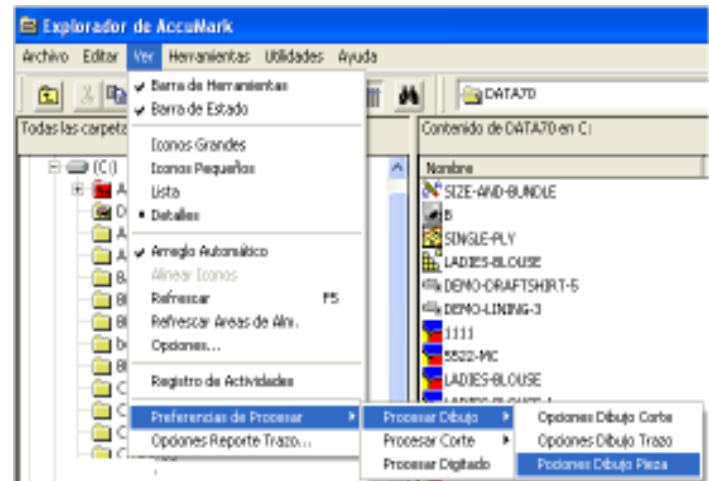 Explorador de AccuMark
Archivo Editar Ver Herramientas Utilidades Ayuda
Barra de Herramientas
Barra de Estado
DATA70
Todas las carpeta
Contenido de DATA70 en C:
Iconos Grandes
Iconos Pequeños
Lista
Detalles
Arreglo Automático
Alinear Iconos
Refrescar F5
Refrescar Areas de Alm.
Opciones...
Registro de Actividades
Preferencias de Procesar
Opciones Reporte Trazo...
(C:)
Nombre
SIZE-AND-BUNDLE
B
SINGLE-PLY
LADIES-BLOUSE
DEMO-DRAFTSHIRT-5
DEMO-LINING-3
1111
5522-MC
LADIES-BLOUSE
Procesar Dibujo
Procesar Corte
Procesar Digitado
Opciones Dibujo Corte
Opciones Dibujo Trazo
Pociones Dibujo Pieza